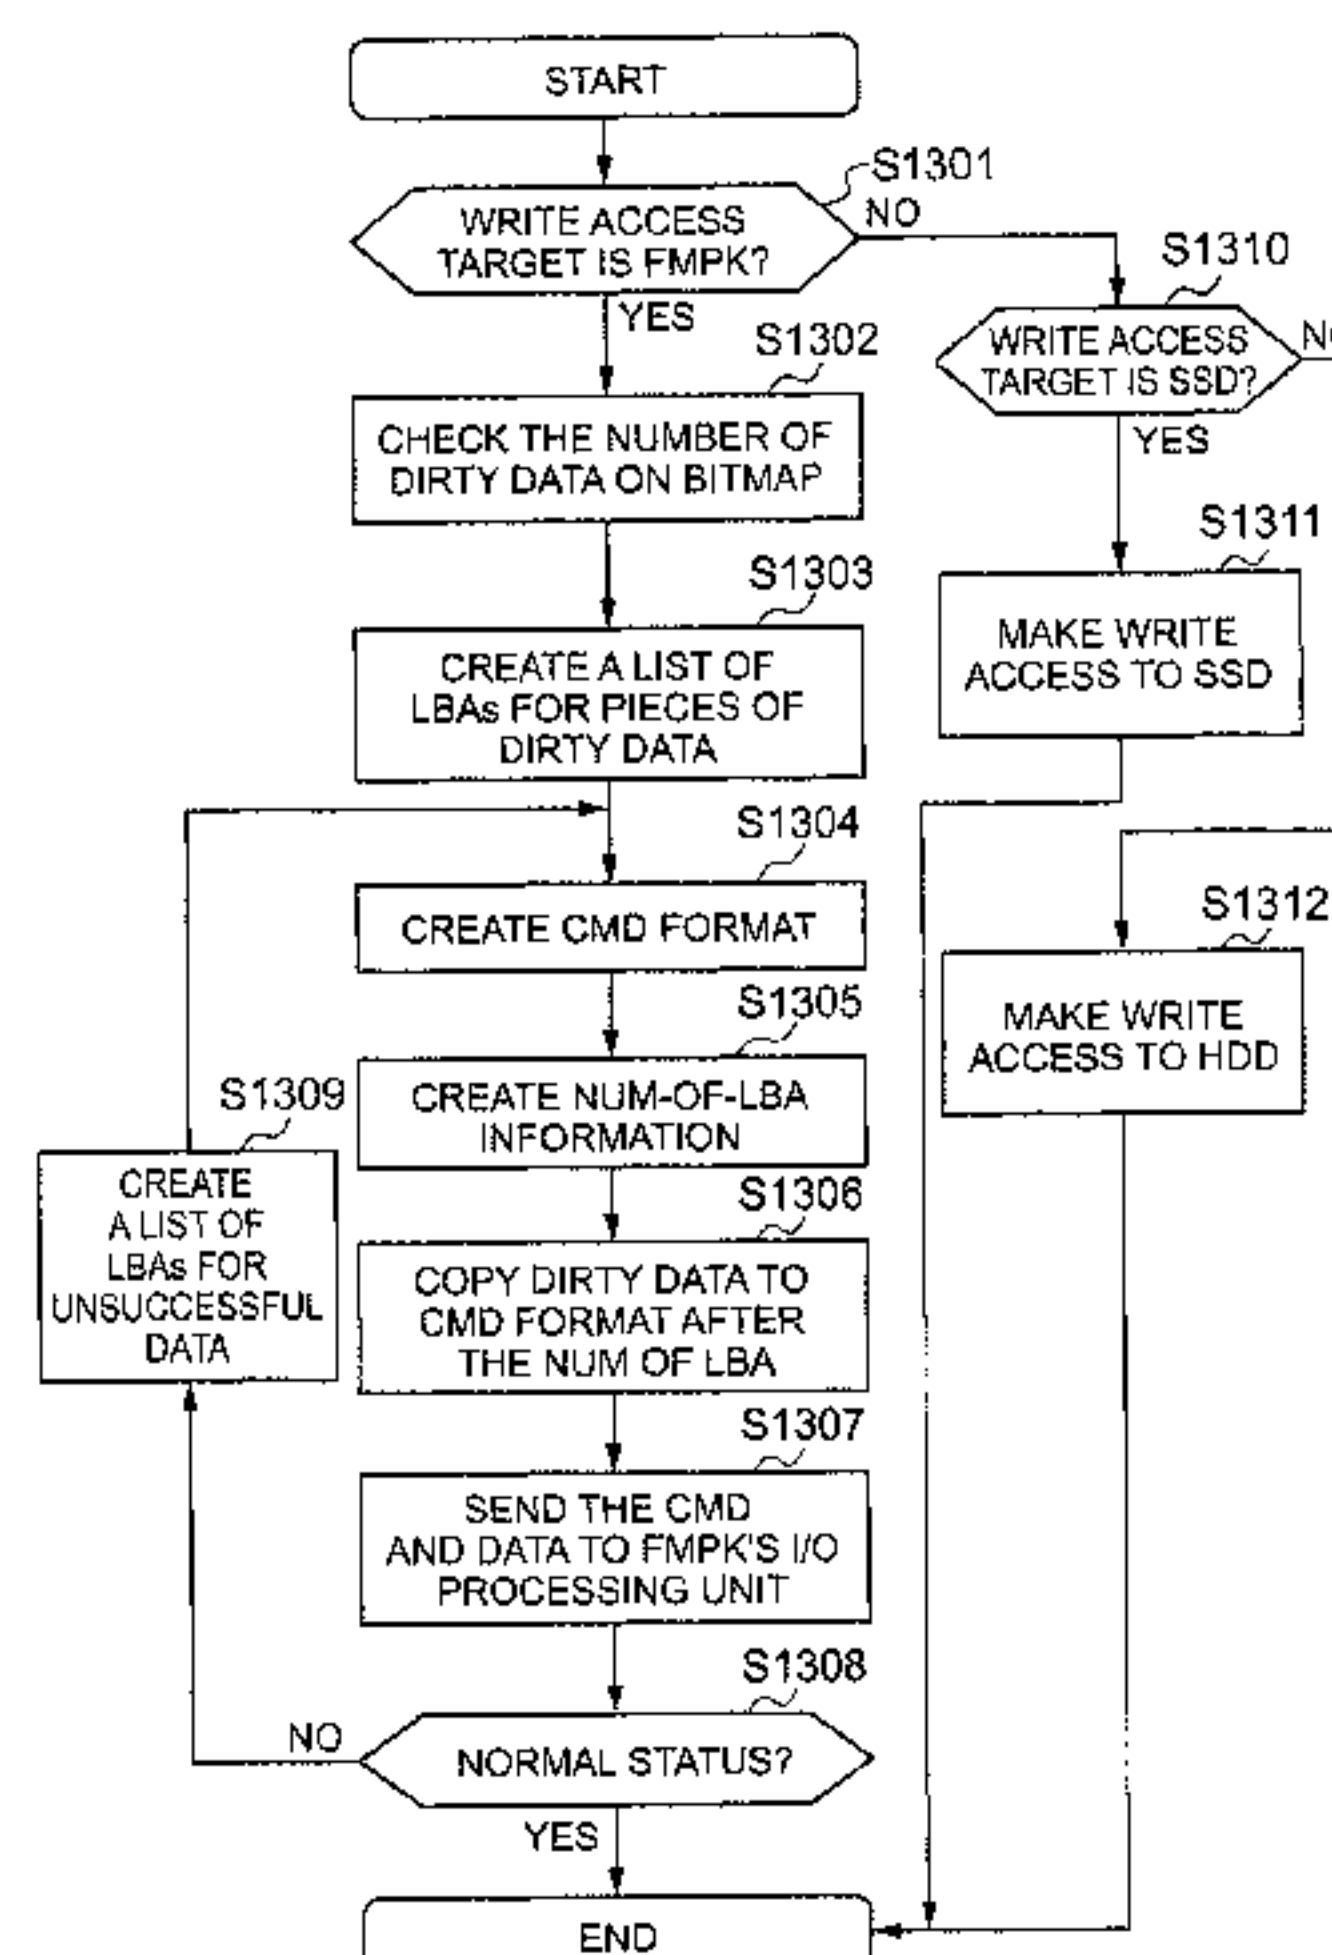 START
S1301
WRITE ACCESS
TARGET IS FMPK?
NO
YES
S1310
WRITE ACCESS
TARGET IS SSD?
YES
S1302
CHECK THE NUMBER OF
DIRTY DATA ON BITMAP
S1311
MAKE WRITE
ACCESS TO SSD
S1303
CREATE A LIST OF
LBAs FOR PIECES OF
DIRTY DATA
S1304
CREATE CMD FORMAT
S1312
MAKE WRITE
ACCESS TO HDD
S1305
CREATE NUM-OF-LBA
INFORMATION
S1309
CREATE
A LIST OF
LBAs FOR
UNSUCCESSFUL
DATA
S1306
COPY DIRTY DATA TO
CMD FORMAT AFTER
THE NUM OF LBA
S1307
SEND THE CMD
AND DATA TO FMPK'S I/O
PROCESSING UNIT
S1308
NORMAL STATUS?
NO
YES
END